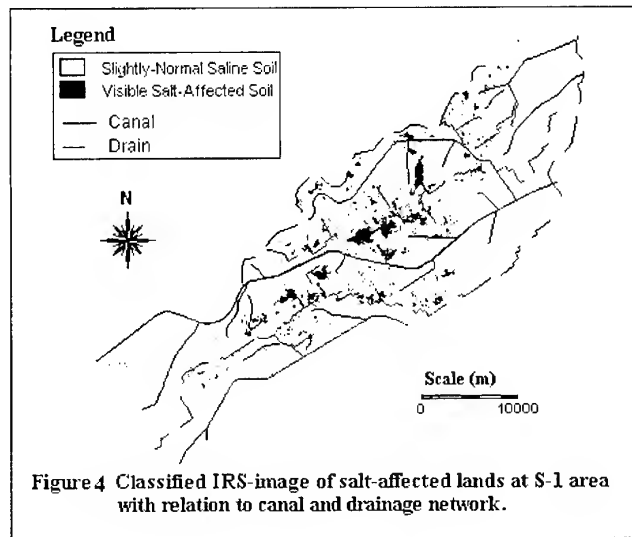 Legend
Slightly-Normal Saline Soil
Visible Salt-Affected Soil
Canal
Drain
N
Scale (m)
0 10000
Figure 4 Classified IRS-image of salt-affected lands at S-1 area
with relation to canal and drainage network.